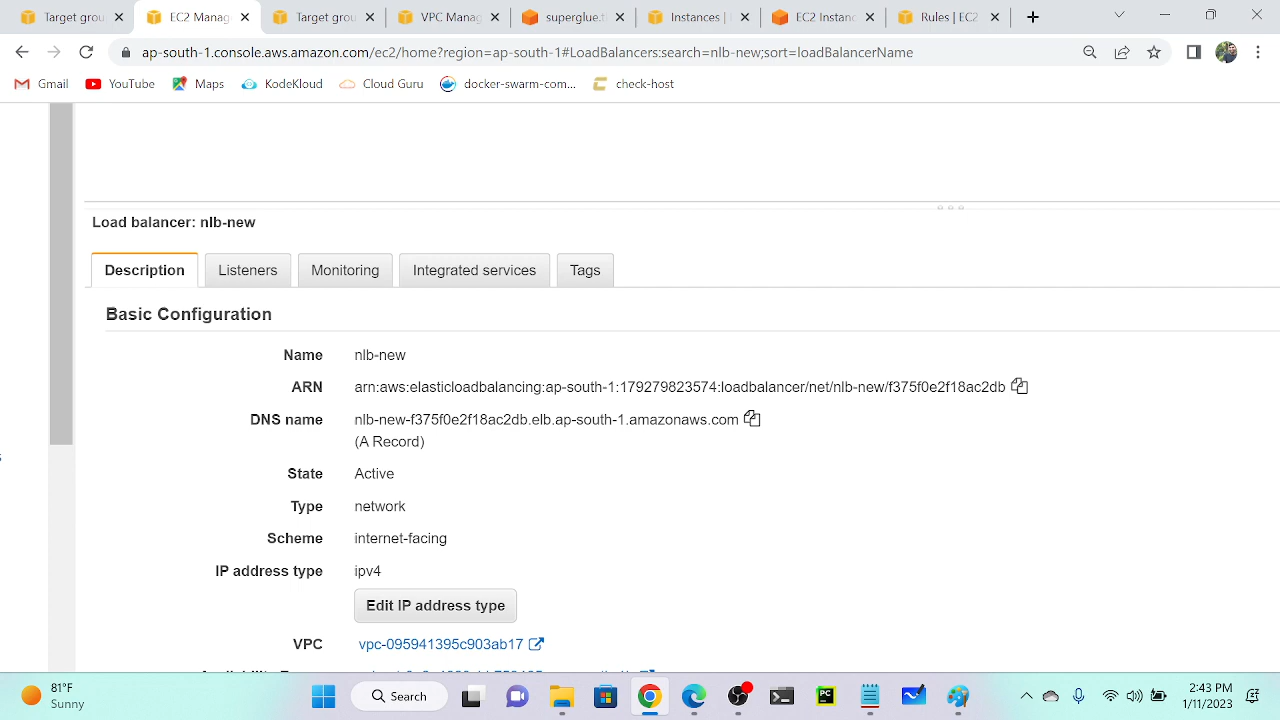 Target grou
EC2 Manag
Target grou
VPC Manag
superglue.t
Instances |
EC2 Instanc
Rules | EC2
ap-south-1.console.aws.amazon.com/ec2/home?region=ap-south-1#LoadBalancers:search=nlb-new;sort=loadBalancerName
Gmail YouTube Maps KodeKloud Cloud Guru docker-swarm-com... check-host
Load balancer: nlb-new
Description Listeners Monitoring Integrated services Tags
Basic Configuration
Name nlb-new
ARN arn:aws:elasticloadbalancing:ap-south-1:179279823574:loadbalancer/net/nlb-new/f375f0e2f18ac2db
DNS name nlb-new-f375f0e2f18ac2db.elb.ap-south-1.amazonaws.com
(A Record)
State Active
Type network
Scheme internet-facing
IP address type ipv4
Edit IP address type
VPC vpc-095941395c903ab17
81°F
Sunny
Search
2:43 PM
1/11/2023